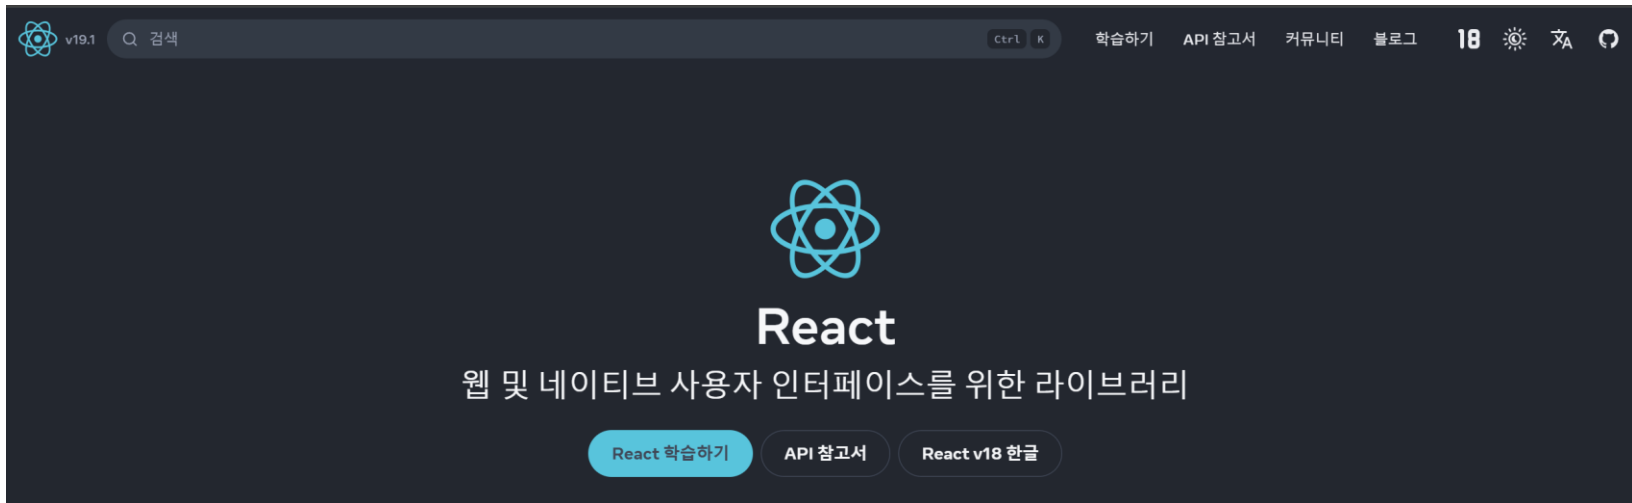 v19.1 검색 Ctrl K 학습하기 API 참고서 커뮤니티 블로그 18 文A
React
웹 및 네이티브 사용자 인터페이스를 위한 라이브러리
React 학습하기 API 참고서 React v18 한글